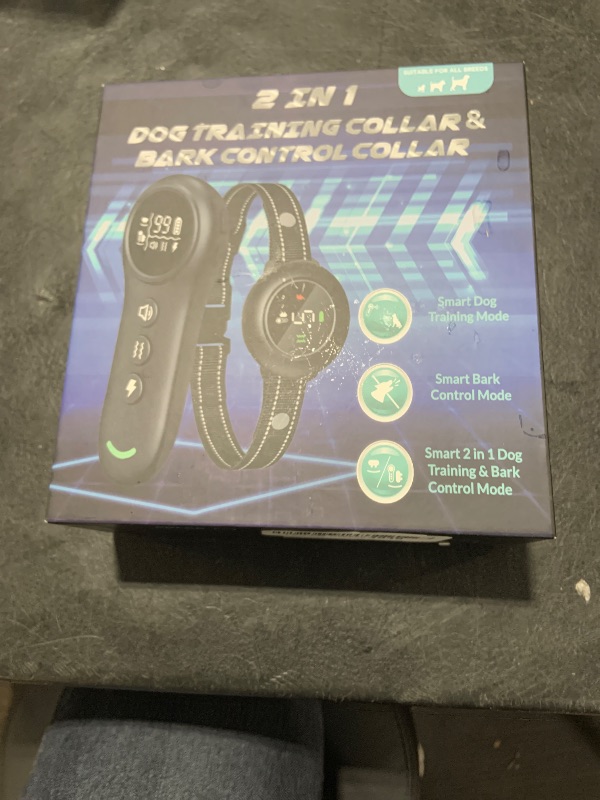 SUITABLE FOR ALL BREEDS
2 IN 1
DOG TRAINING COLLAR &
BARK CONTROL COLLAR
99
Smart Dog
Training Mode
Smart Bark
Control Mode
Smart 2 in 1 Dog
Training & Bark
Control Mode